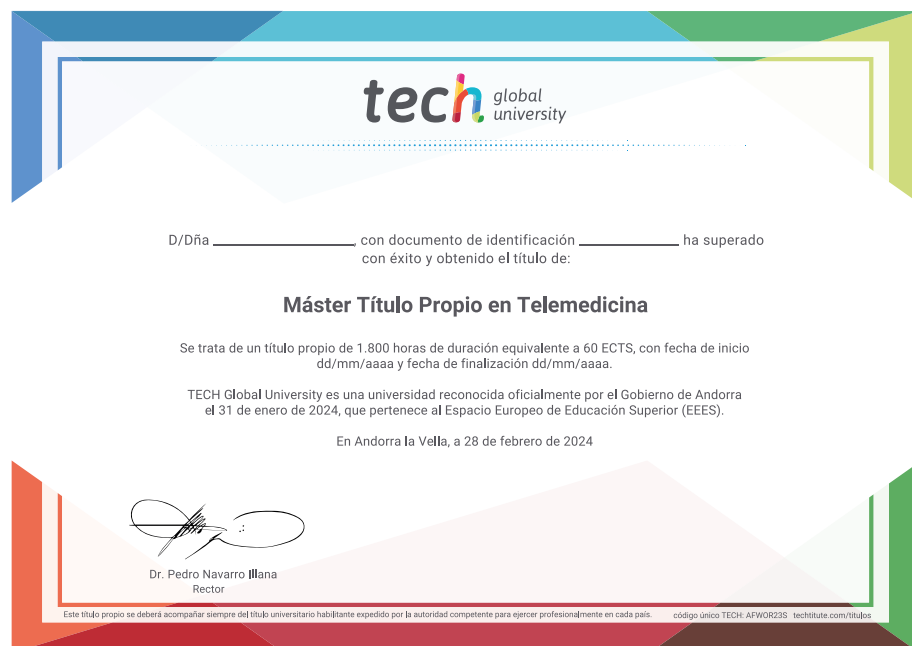 tech global university
D/Dña ____________, con documento de identificación ____________ ha superado
con éxito y obtenido el título de:
Máster Título Propio en Telemedicina
Se trata de un título propio de 1.800 horas de duración equivalente a 60 ECTS, con fecha de inicio
dd/mm/aaaa y fecha de finalización dd/mm/aaaa.
TECH Global University es una universidad reconocida oficialmente por el Gobierno de Andorra
el 31 de enero de 2024, que pertenece al Espacio Europeo de Educación Superior (EEES).
En Andorra la Vella, a 28 de febrero de 2024
Dr. Pedro Navarro Illana
Rector
Este título propio se deberá acompañar siempre del título universitario habilitante expedido por la autoridad competente para ejercer profesionalmente en cada país. código único TECH: AFWOR23S techtitute.com/titulos